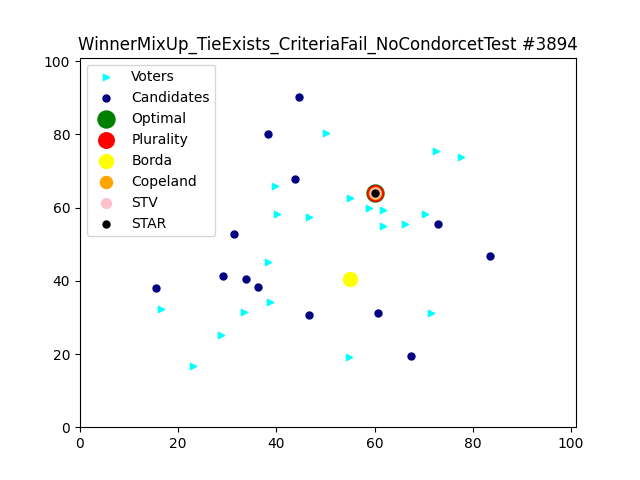 WinnerMixUp_TieExists_CriteriaFail_NoCondorcetTest #3894
100
80
60
40
20
0
0 20 40 60 80 100
Voters
Candidates
Optimal
Plurality
Borda
Copeland
STV
STAR